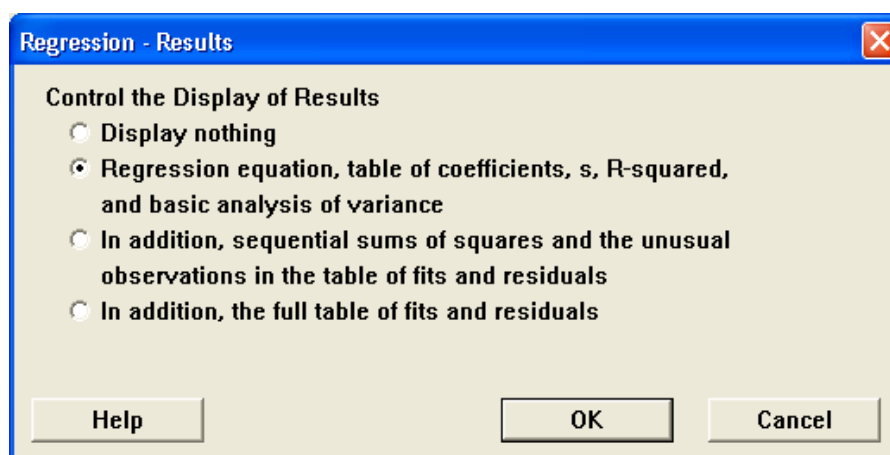 Regression - Results
Control the Display of Results
Display nothing
Regression equation, table of coefficients, s, R-squared,
and basic analysis of variance
In addition, sequential sums of squares and the unusual
observations in the table of fits and residuals
In addition, the full table of fits and residuals
Help
OK
Cancel